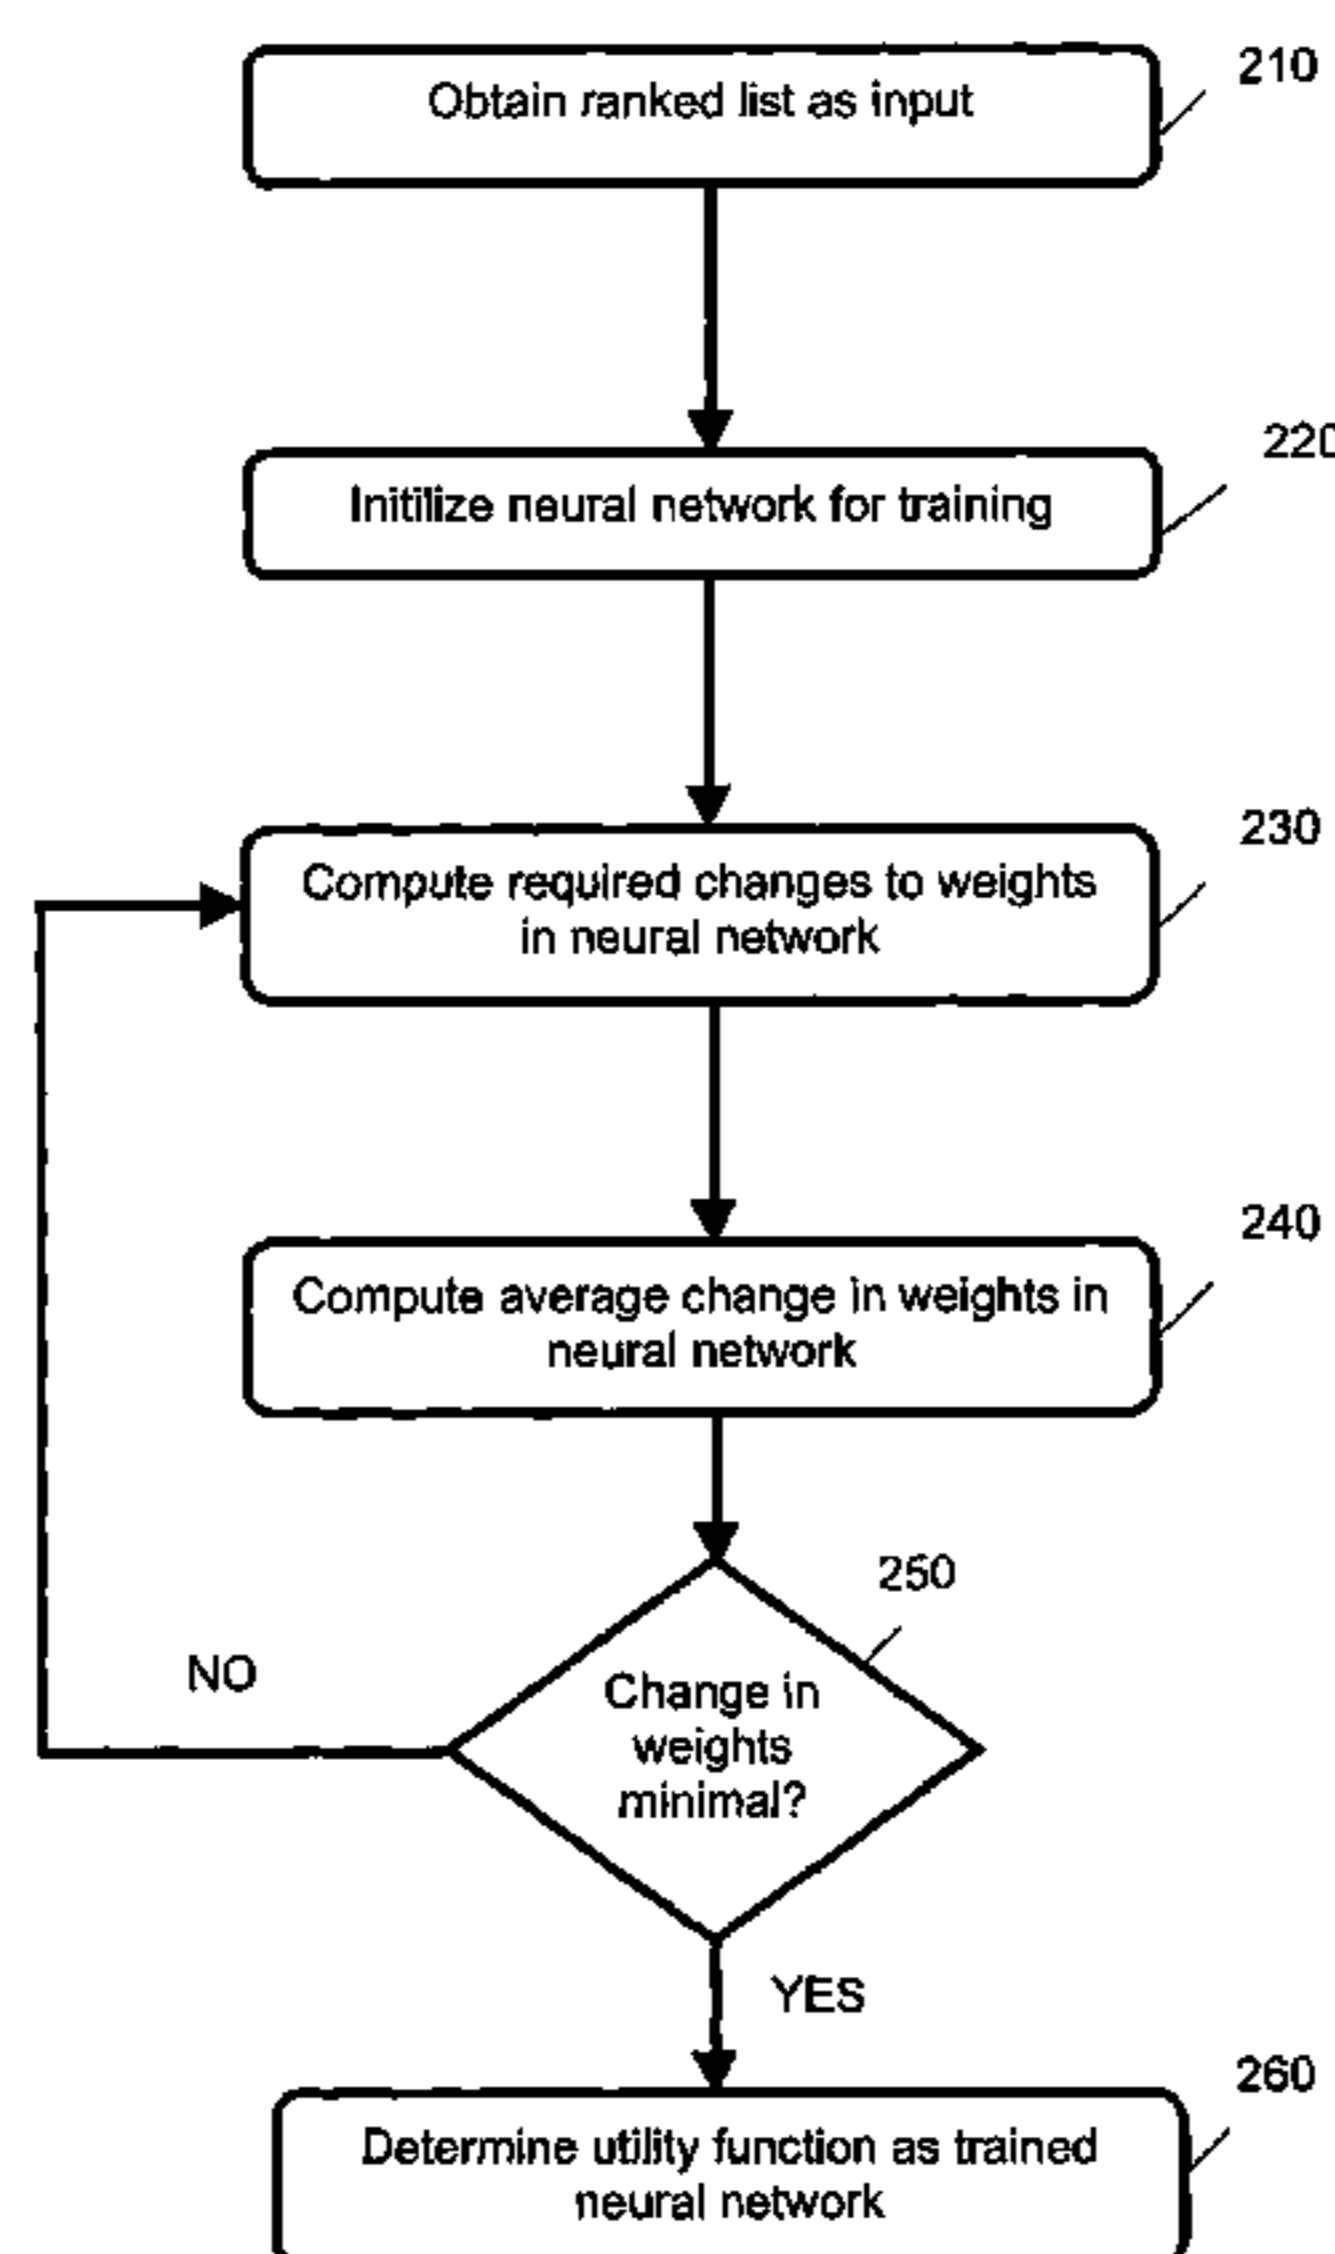 210
Obtain ranked list as input
220
Initilize neural network for training
230
Compute required changes to weights
in neural network
240
Compute average change in weights in
neural network
250
Change in
weights
minimal?
NO
YES
260
Determine utility function as trained
neural network